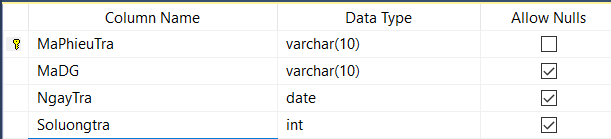 Column Name Data Type Allow Nulls
MaPhieuTra varchar(10)
MaDG varchar(10)
NgayTra date
Soluongtra int